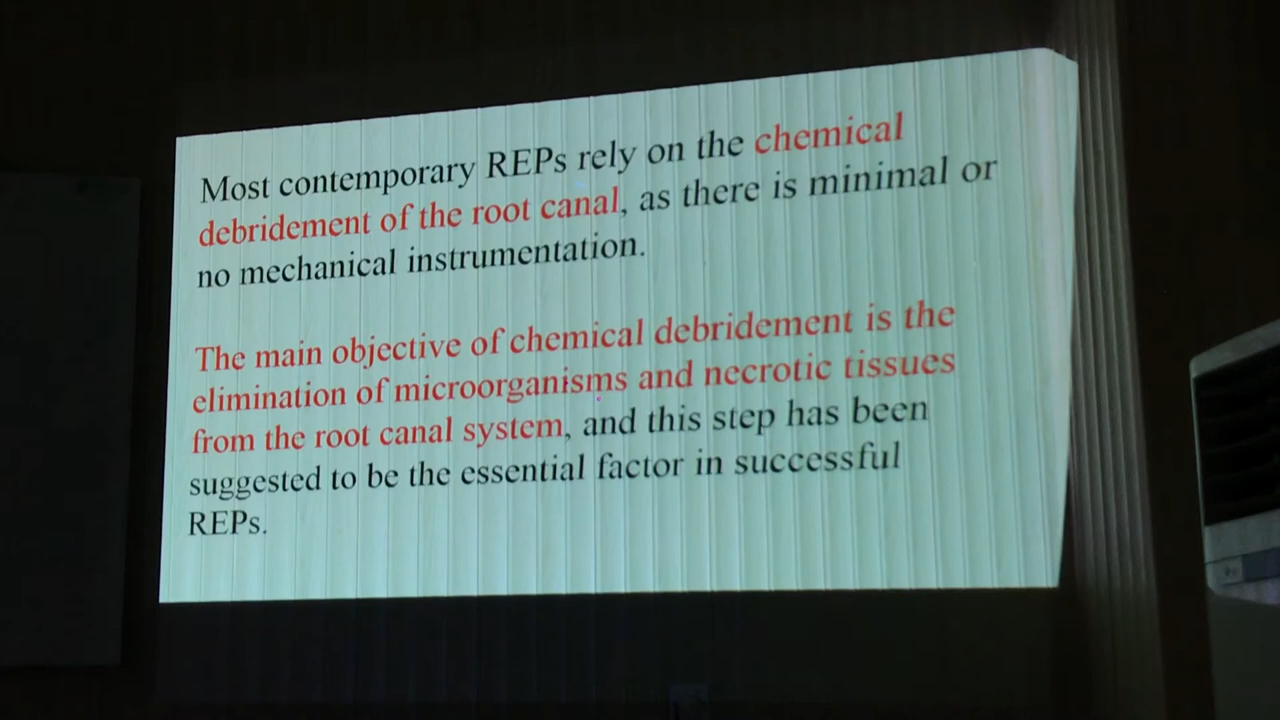 Most contemporary REPs rely on the chemical
debridement of the root canal, as there is minimal or
no mechanical instrumentation.
The main objective of chemical debridement is the
elimination of microorganisms and necrotic tissues
from the root canal system, and this step has been
suggested to be the essential factor in successful
REPs.